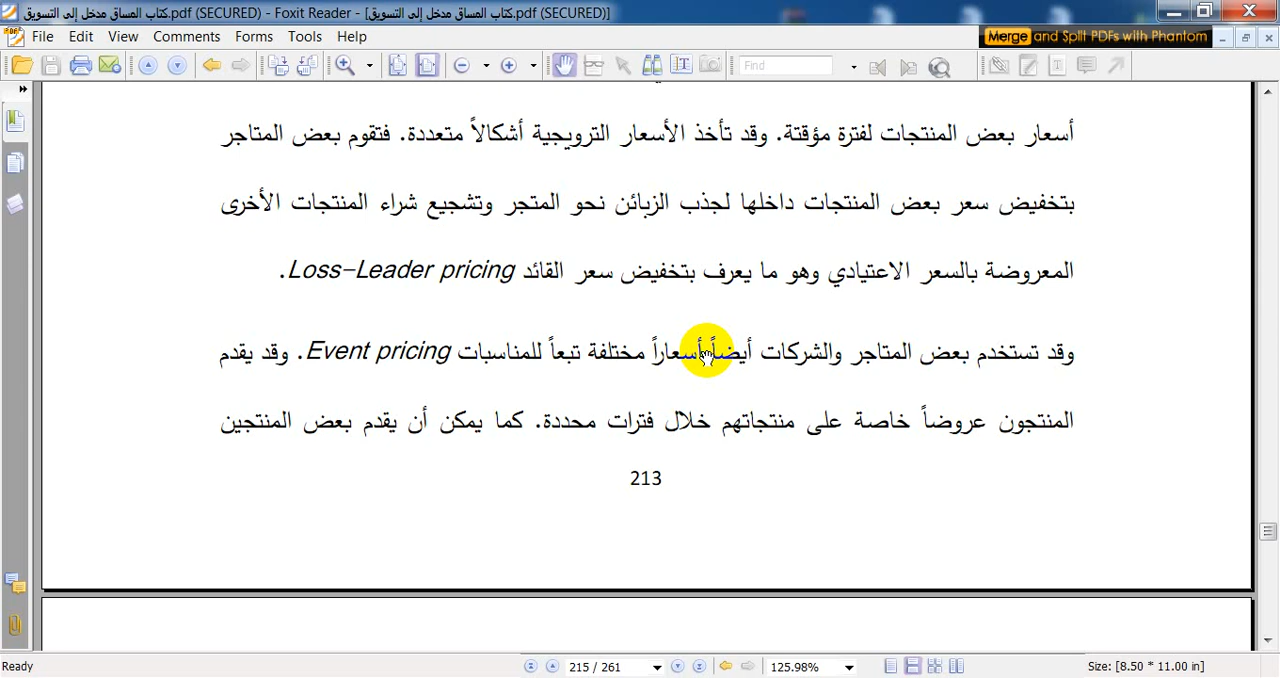 كتاب المساق مدخل إلى التسويق.pdf (SECURED) - Foxit Reader - [كتاب المساق مدخل إلى التسويق.pdf (SECURED)]
File Edit View Comments Forms Tools Help
Merge and Split PDFs with Phantom
Find
أسعار بعض المنتجات لفترة مؤقتة. وقد تأخذ الأسعار الترويجية أشكالاً متعددة. فتقوم بعض المتاجر
بتخفيض سعر بعض المنتجات داخلها لجذب الزبائن نحو المتجر وتشجيع شراء المنتجات الأخرى
المعروضة بالسعر الاعتيادي وهو ما يعرف بتخفيض سعر القائد Loss-Leader pricing.
وقد تستخدم بعض المتاجر والشركات أيضاً أسعاراً مختلفة تبعاً للمناسبات Event pricing. وقد يقدم
المنتجون عروضاً خاصة على منتجاتهم خلال فترات محددة. كما يمكن أن يقدم بعض المنتجين
213
Ready 215 / 261 125.98% Size: [8.50 * 11.00 in]